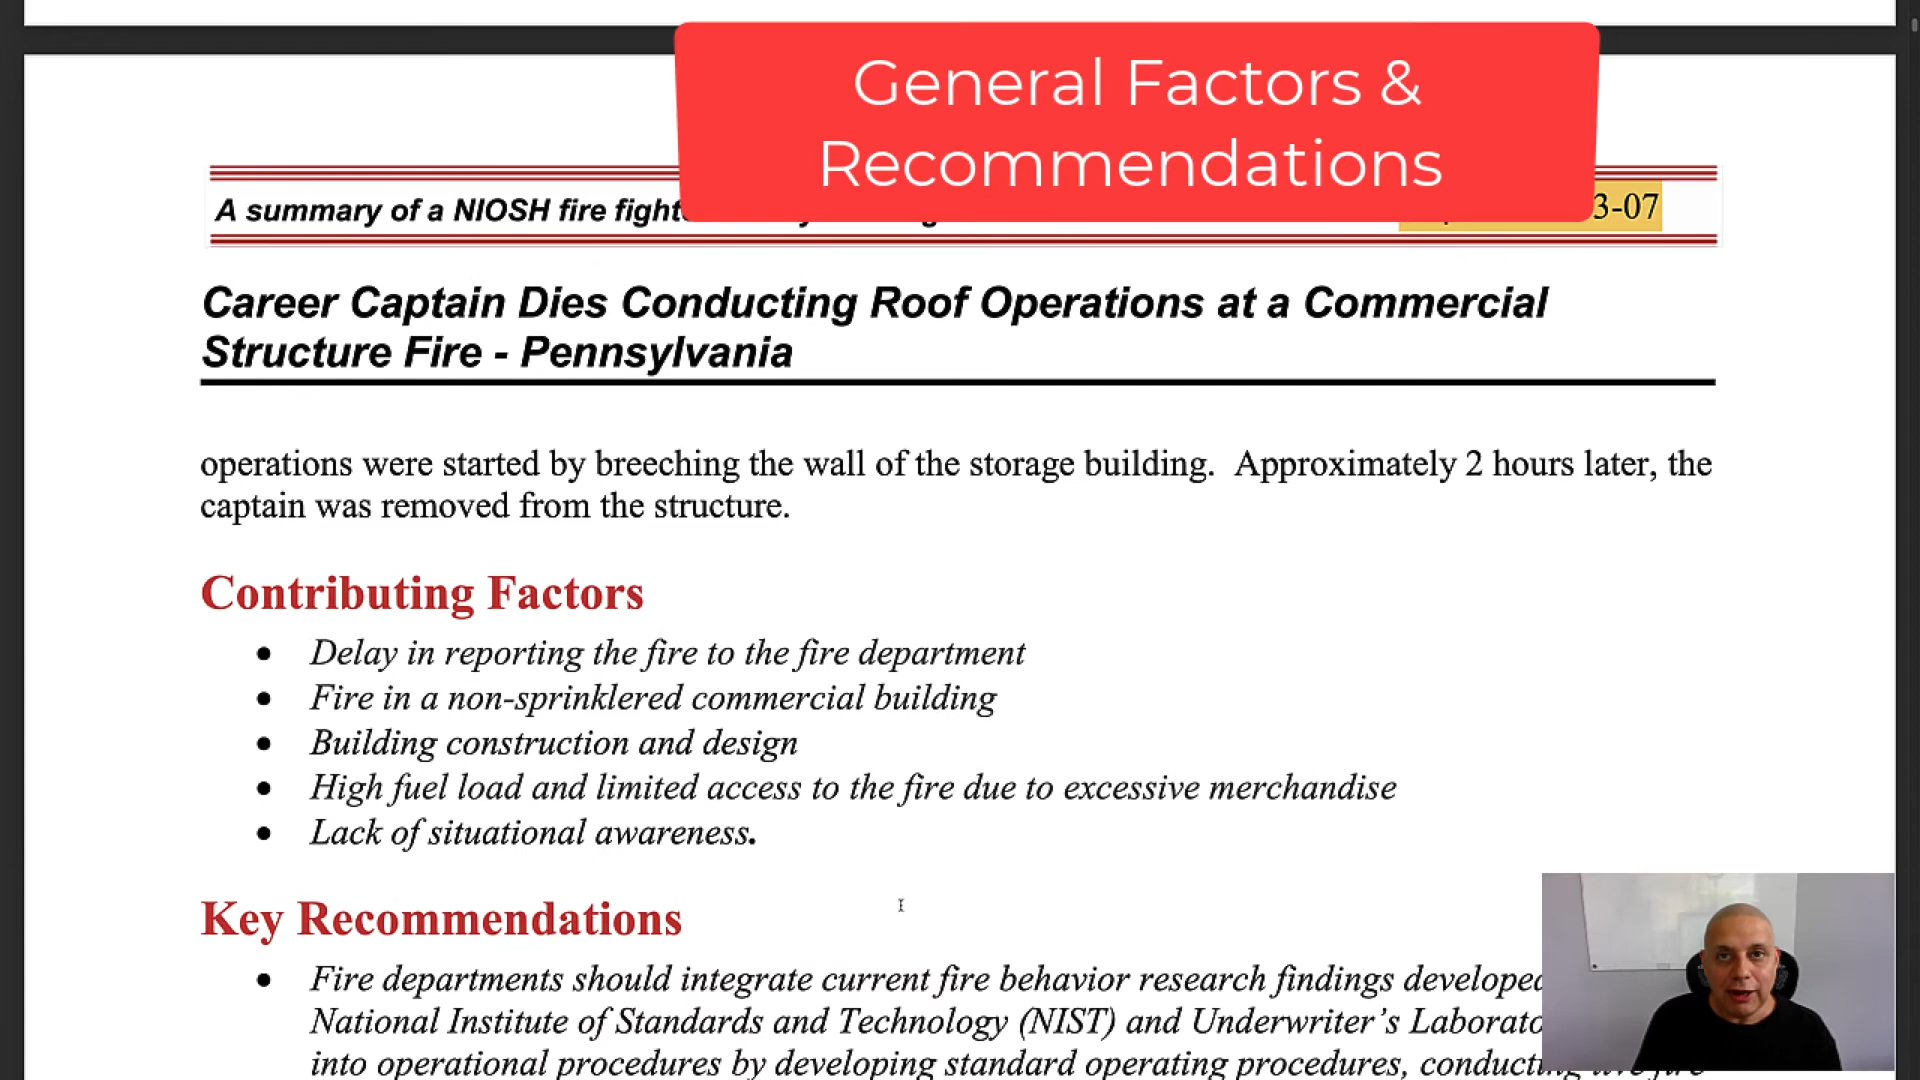 General Factors &
Recommendations
A summary of a NIOSH fire
3-07
Career Captain Dies Conducting Roof Operations at a Commercial
Structure Fire - Pennsylvania
operations were started by breeching the wall of the storage building. Approximately 2 hours later, the
captain was removed from the structure.
Contributing Factors
• Delay in reporting the fire to the fire department
• Fire in a non-sprinklered commercial building
• Building construction and design
• High fuel load and limited access to the fire due to excessive merchandise
• Lack of situational awareness.
Key Recommendations
• Fire departments should integrate current fire behavior research findings
National Institute of Standards and Technology (NIST) and Underwriter's
into operational procedures by developing standard operating procedures,